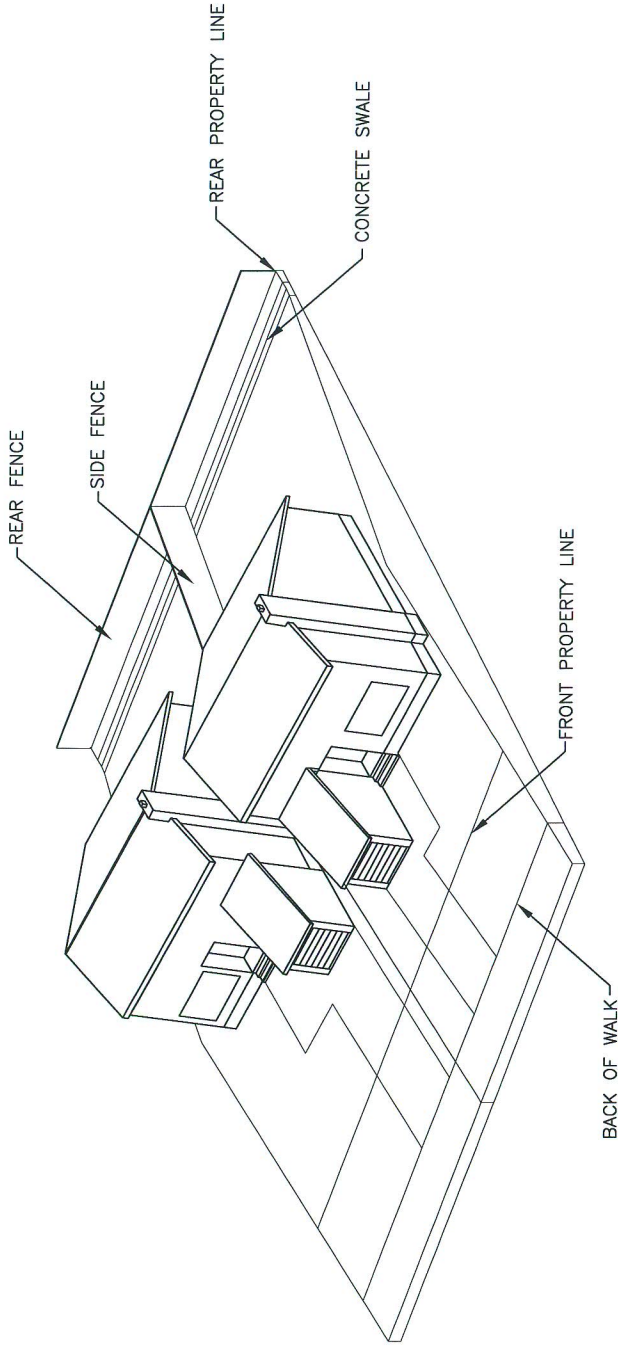 REAR FENCE
SIDE FENCE
REAR PROPERTY LINE
CONCRETE SWALE
FRONT PROPERTY LINE
BACK OF WALK